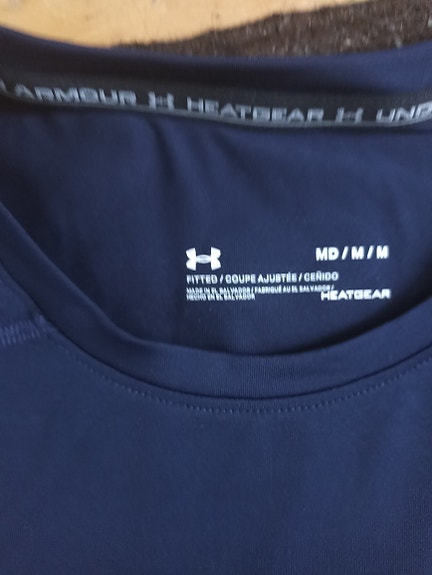 ARMOUR HEATGEAR UND
MD / M / M
FITTED / COUPE AJUSTÉE / CEÑIDO
MADE IN EL SALVADOR / FABRIQUÉ AU EL SALVADOR /
HECHO EN EL SALVADOR
HEATGEAR